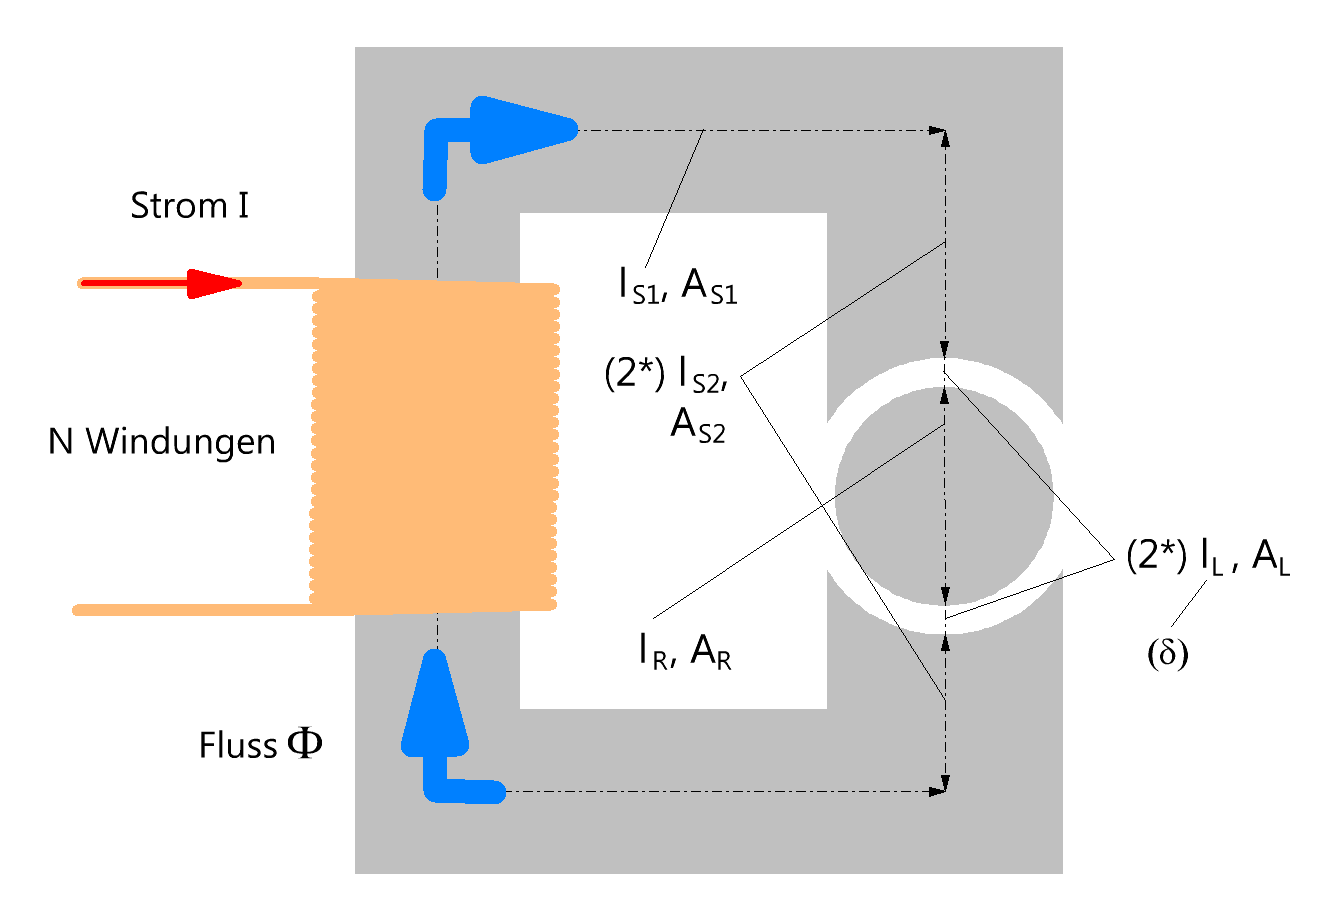 Strom I
l_S1, A_S1
(2*) l_S2,
A_S2
N Windungen
(2*) l_L , A_L
l_R, A_R
(δ)
Fluss Φ